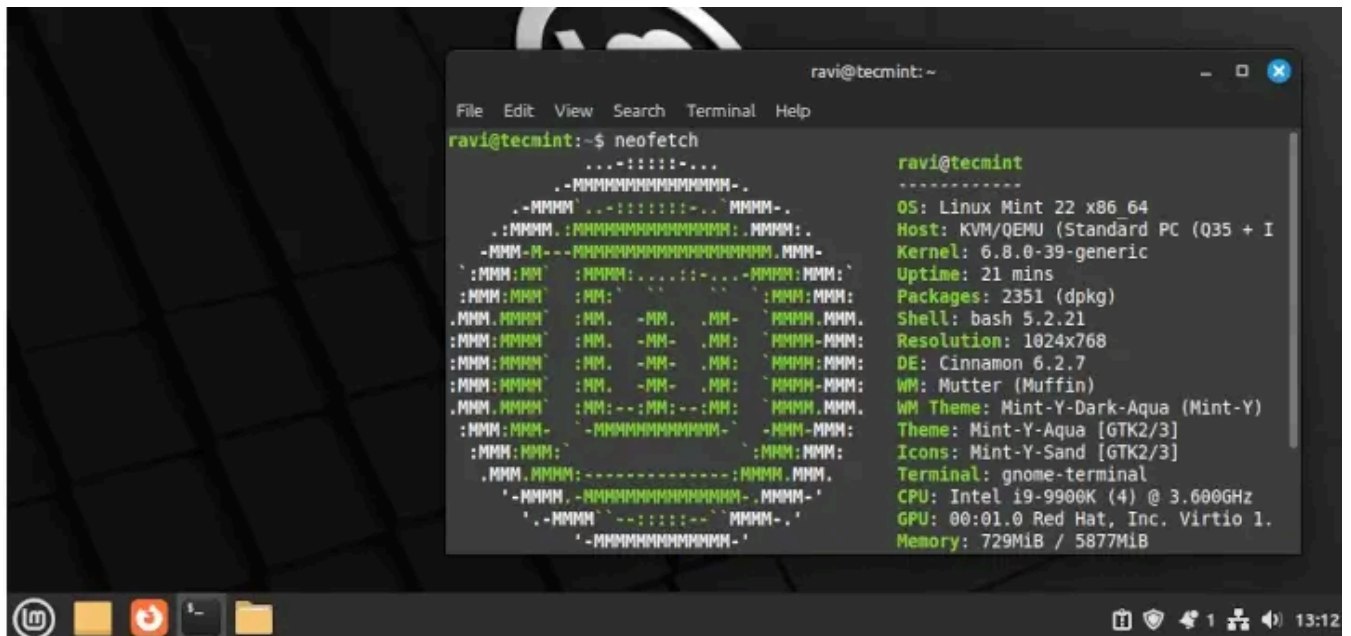 ravi@tecmint: ~
File Edit View Search Terminal Help
ravi@tecmint:~$ neofetch
ravi@tecmint
------------
OS: Linux Mint 22 x86_64
Host: KVM/QEMU (Standard PC (Q35 + I
Kernel: 6.8.0-39-generic
Uptime: 21 mins
Packages: 2351 (dpkg)
Shell: bash 5.2.21
Resolution: 1024x768
DE: Cinnamon 6.2.7
WM: Mutter (Muffin)
WM Theme: Mint-Y-Dark-Aqua (Mint-Y)
Theme: Mint-Y-Aqua [GTK2/3]
Icons: Mint-Y-Sand [GTK2/3]
Terminal: gnome-terminal
CPU: Intel i9-9900K (4) @ 3.600GHz
GPU: 00:01.0 Red Hat, Inc. Virtio 1.
Memory: 729MiB / 5877MiB
1 13:12